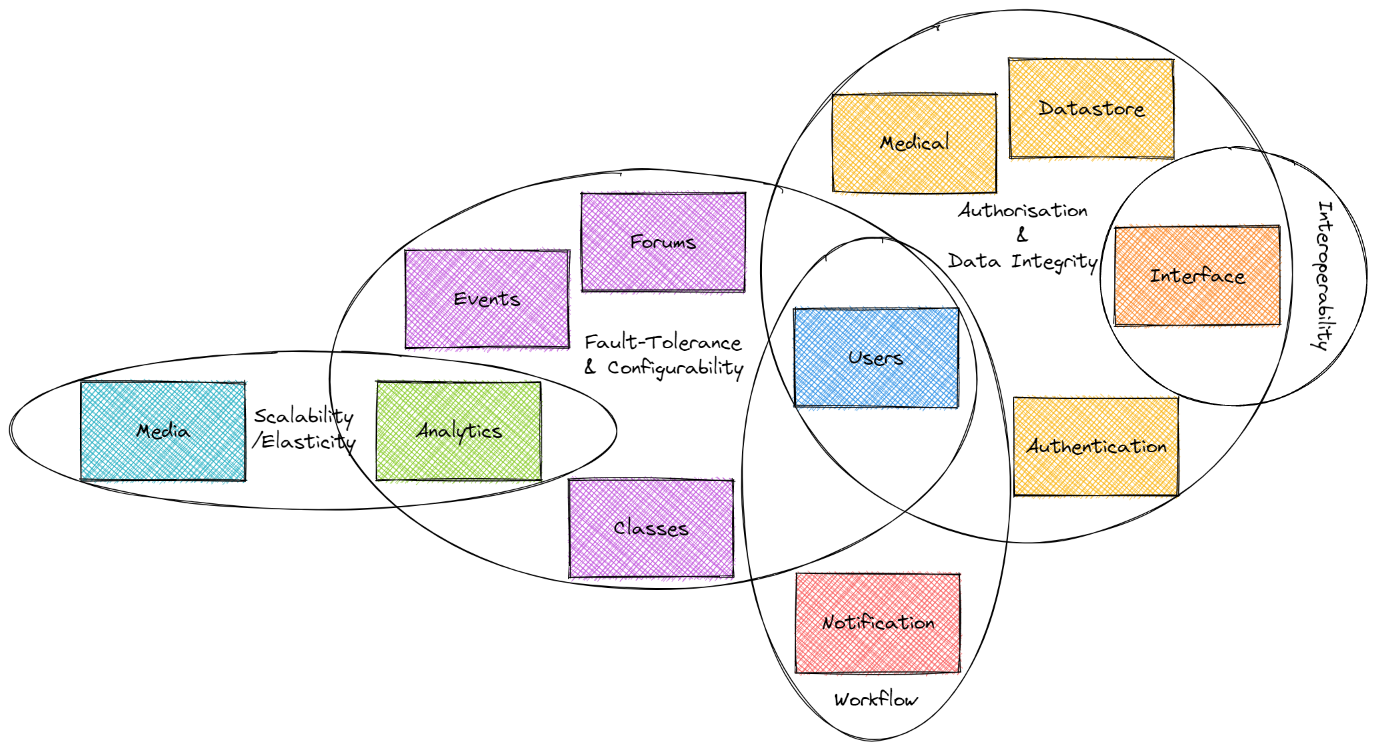 Datastore
Medical
Authorisation
&
Data Integrity
Interoperability
Interface
Forums
Events
Fault-Tolerance
& Configurability
Users
Media
Scalability
/Elasticity
Analytics
Authentication
Classes
Notification
Workflow